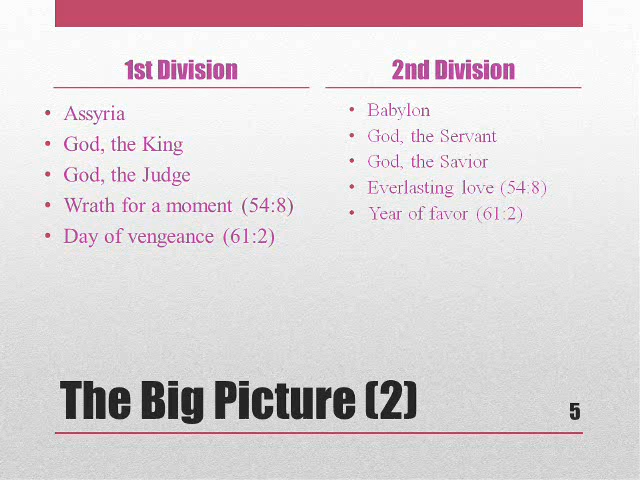 1st Division
• Assyria
• God, the King
• God, the Judge
• Wrath for a moment (54:8)
• Day of vengeance (61:2)
2nd Division
• Babylon
• God, the Servant
• God, the Savior
• Everlasting love (54:8)
• Year of favor (61:2)
The Big Picture (2)
5